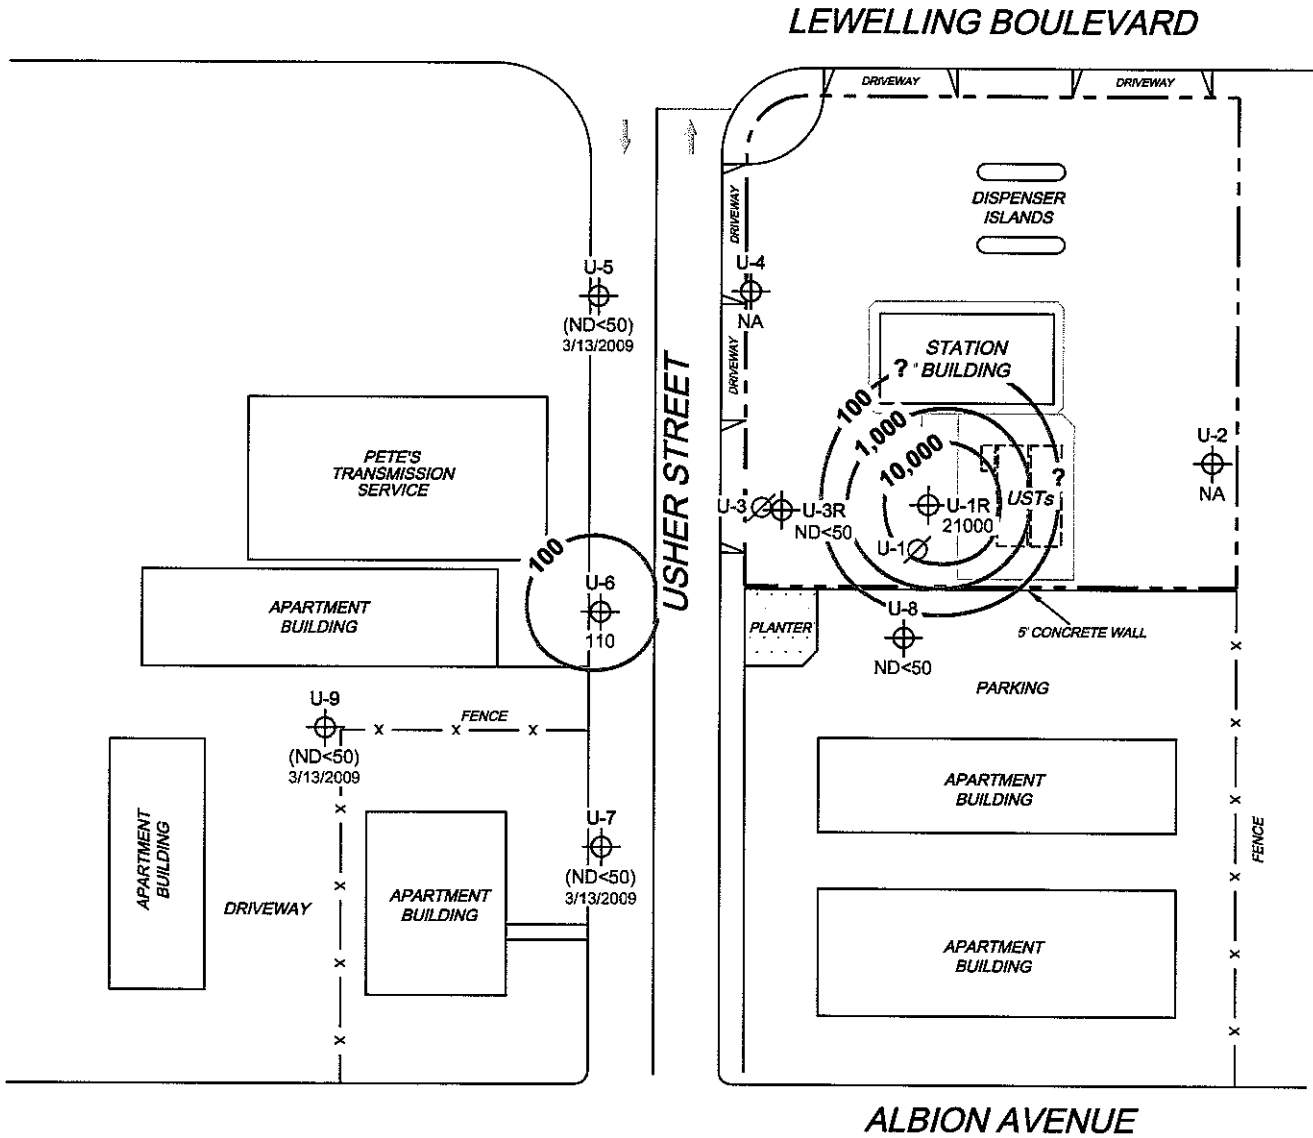 LEWELLING BOULEVARD
DRIVEWAY
DRIVEWAY
DRIVEWAY
DISPENSER
ISLANDS
U-5
(ND<50)
3/13/2009
U-4
NA
DRIVEWAY
STATION
BUILDING
?
100
1,000
10,000
U-2
NA
?
USTs
USHER STREET
PETE'S
TRANSMISSION
SERVICE
U-3
U-3R
ND<50
U-1R
21000
U-1
100
U-6
110
APARTMENT
BUILDING
PLANTER
U-8
ND<50
5' CONCRETE WALL
PARKING
U-9
(ND<50)
3/13/2009
x
x
x
FENCE
x
x
x
x
x
x
x
x
x
x
FENCE
APARTMENT
BUILDING
U-7
(ND<50)
3/13/2009
APARTMENT
BUILDING
DRIVEWAY
APARTMENT
BUILDING
APARTMENT
BUILDING
ALBION AVENUE